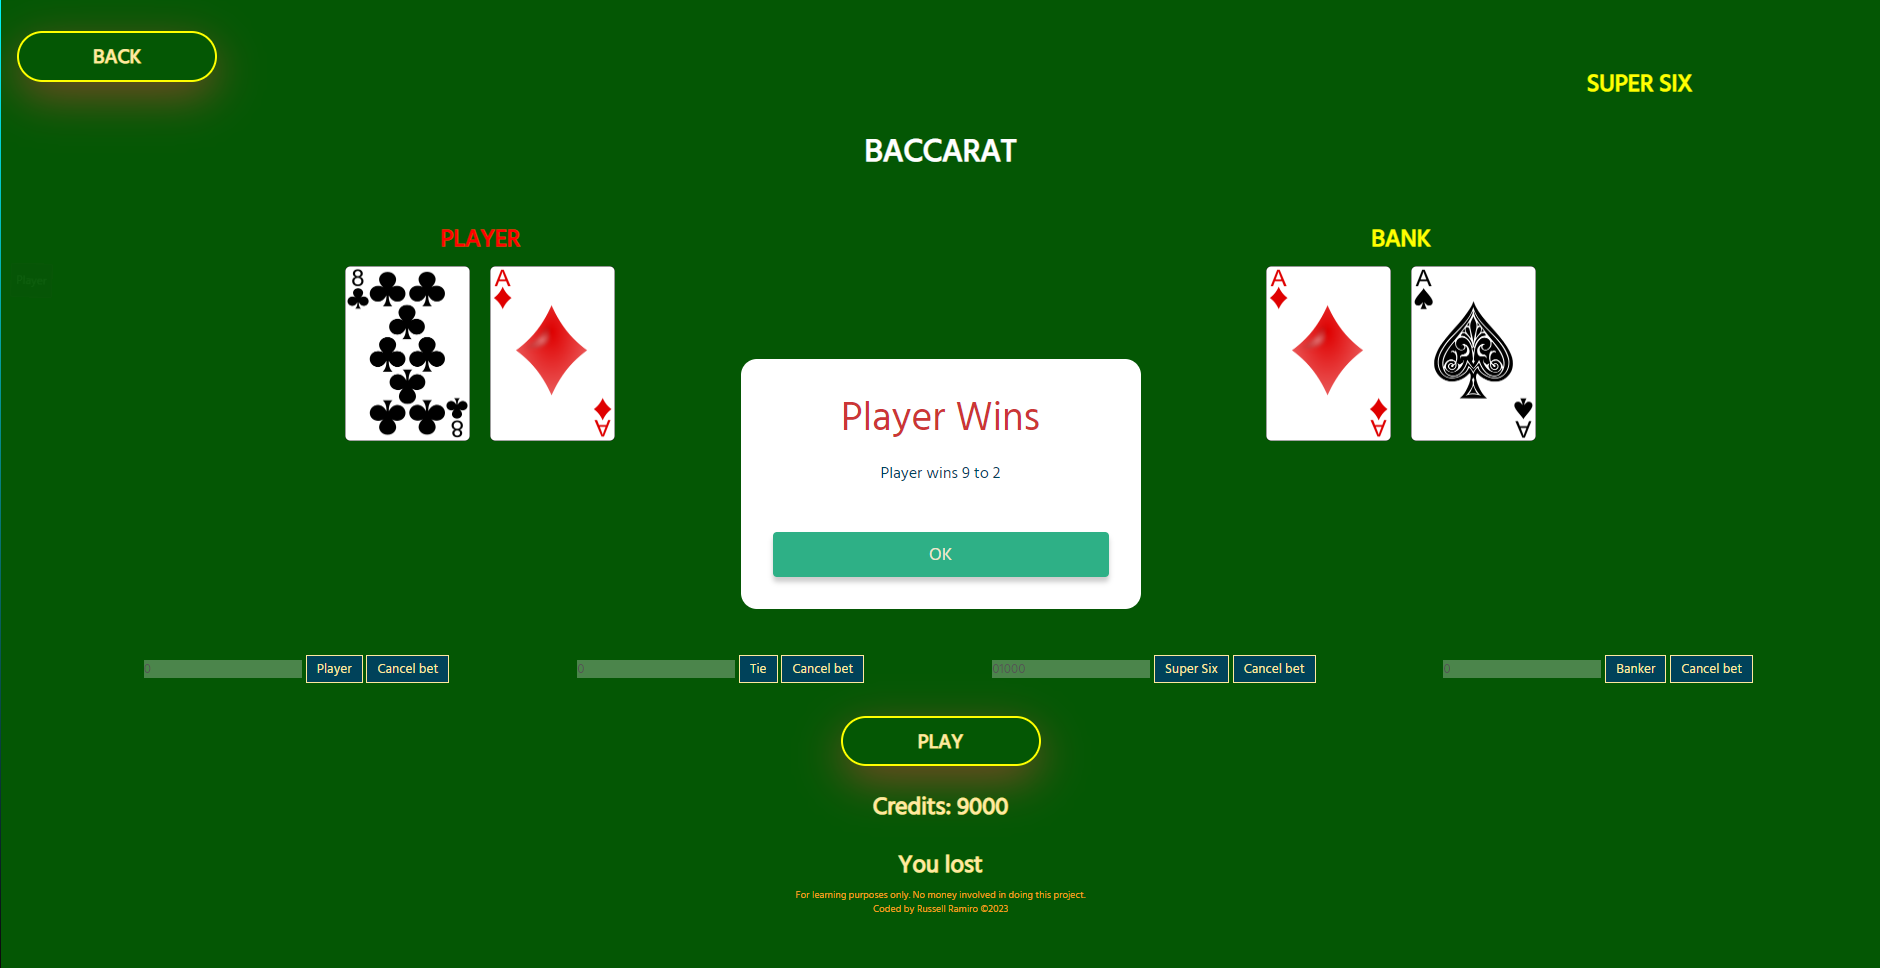 BACK
SUPER SIX
BACCARAT
PLAYER
BANK
Player
8
8
A
A
A
A
A
A
Player Wins
Player wins 9 to 2
OK
0 Player Cancel bet 0 Tie Cancel bet 01000 Super Six Cancel bet 0 Banker Cancel bet
PLAY
Credits: 9000
You lost
For learning purposes only. No money involved in doing this project.
Coded by Russell Ramiro ©2023